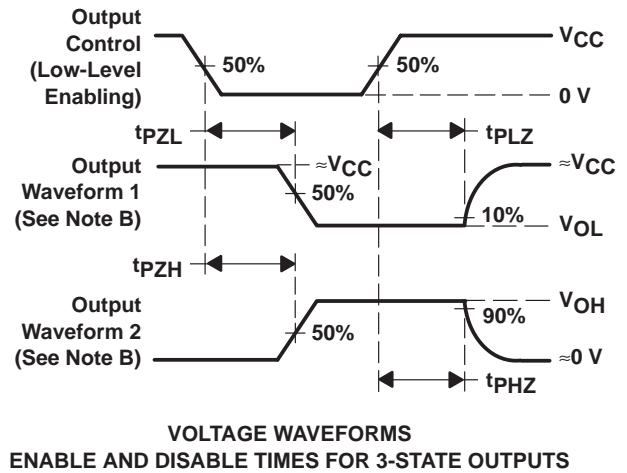 Output
Control
(Low-Level
Enabling)
50%
50%
VCC
0 V
tPZL
tPLZ
Output
Waveform 1
(See Note B)
≈VCC
50%
≈VCC
10%
VOL
tPZH
Output
Waveform 2
(See Note B)
50%
VOH
90%
≈0 V
tPHZ
VOLTAGE WAVEFORMS
ENABLE AND DISABLE TIMES FOR 3-STATE OUTPUTS